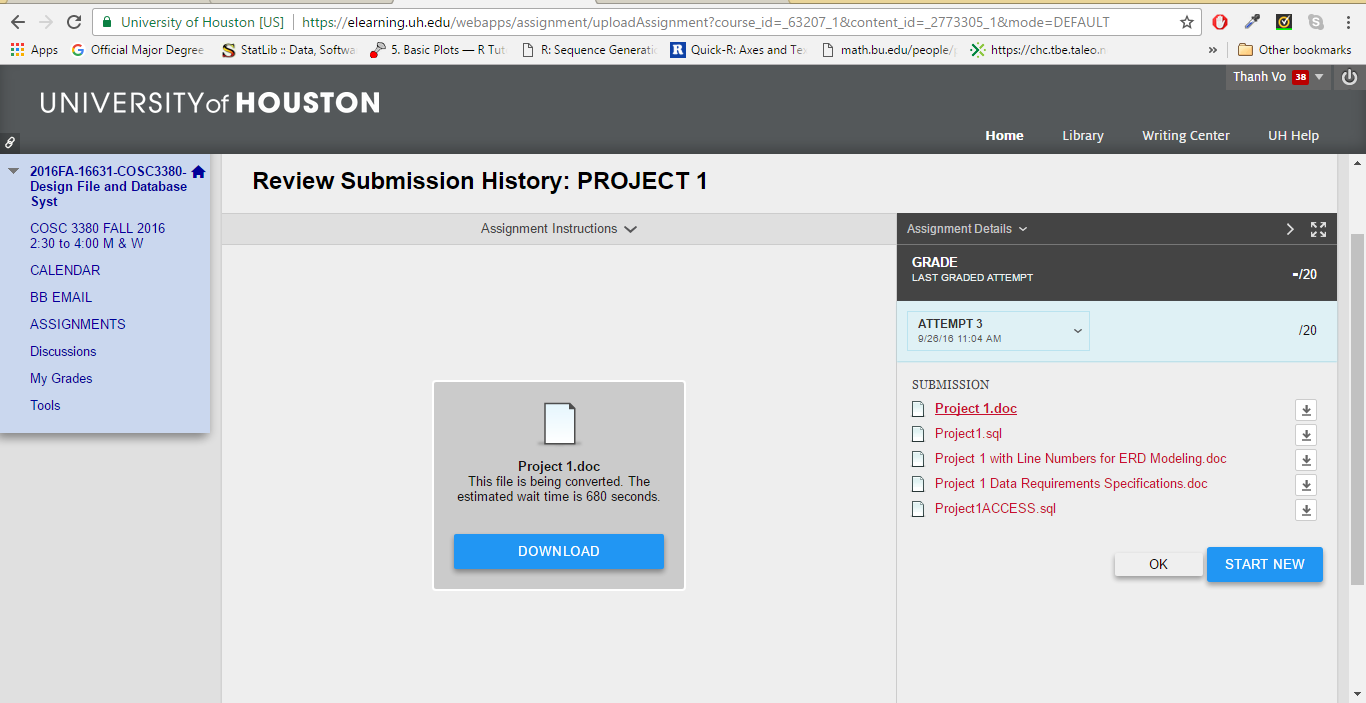 University of Houston [US] https://elearning.uh.edu/webapps/assignment/uploadAssignment?course_id=_63207_1&content_id=_2773305_1&mode=DEFAULT
Apps Official Major Degree StatLib :: Data, Softwa 5. Basic Plots — R Tut R: Sequence Generati Quick-R: Axes and Te math.bu.edu/people/ https://chc.tbe.taleo.n » Other bookmarks
Thanh Vo 38
UNIVERSITY of HOUSTON
Home Library Writing Center UH Help
2016FA-16631-COSC3380-
Design File and Database
Syst
COSC 3380 FALL 2016
2:30 to 4:00 M & W
CALENDAR
BB EMAIL
ASSIGNMENTS
Discussions
My Grades
Tools
Review Submission History: PROJECT 1
Assignment Instructions
Project 1.doc
This file is being converted. The
estimated wait time is 680 seconds.
DOWNLOAD
Assignment Details
GRADE
LAST GRADED ATTEMPT
-/20
ATTEMPT 3
9/26/16 11:04 AM
/20
SUBMISSION
Project 1.doc
Project1.sql
Project 1 with Line Numbers for ERD Modeling.doc
Project 1 Data Requirements Specifications.doc
Project1ACCESS.sql
OK START NEW